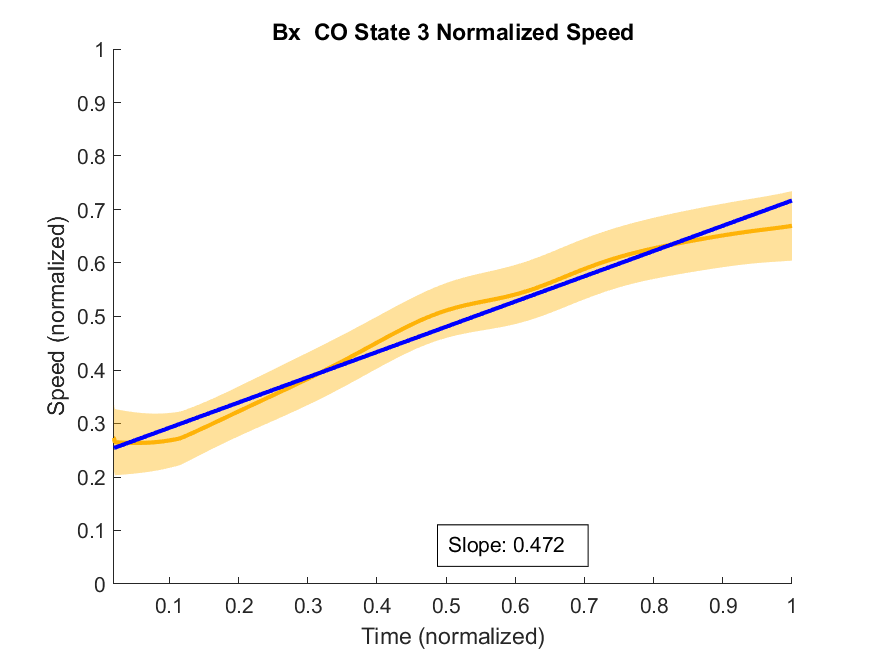 Bx  CO State 3 Normalized Speed
1
0.9
0.8
0.7
0.6
0.5
0.4
0.3
0.2
0.1
0
Speed (normalized)
Slope: 0.472
0.1 0.2 0.3 0.4 0.5 0.6 0.7 0.8 0.9 1
Time (normalized)